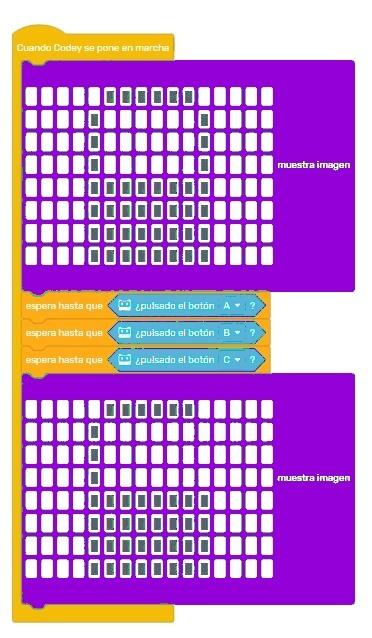 Cuando Codey se pone en marcha
muestra imagen
espera hasta que ¿pulsado el botón A ?
espera hasta que ¿pulsado el botón B ?
espera hasta que ¿pulsado el botón C ?
muestra imagen